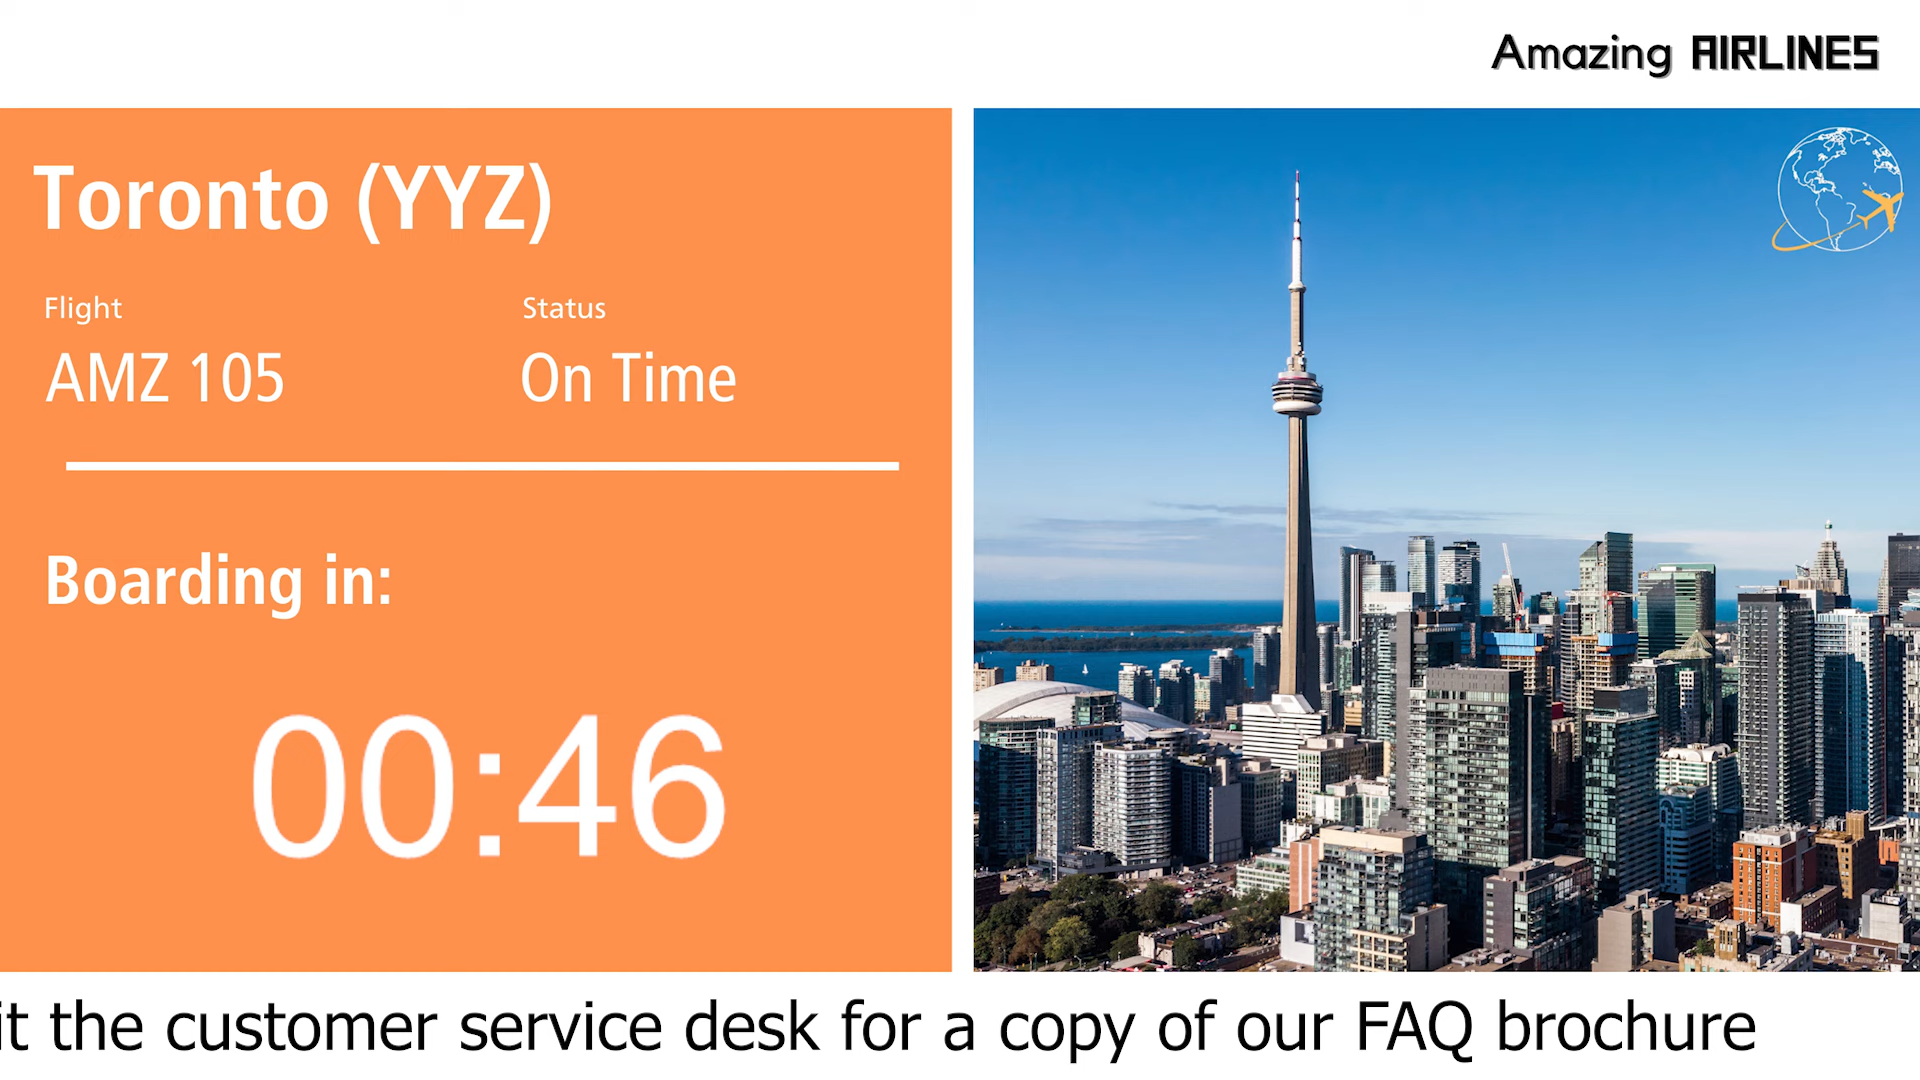 Amazing AIRLINES
Toronto (YYZ)
Flight
Status
AMZ 105
On Time
Boarding in:
00:46
the customer service desk for a copy of our FAQ brochure